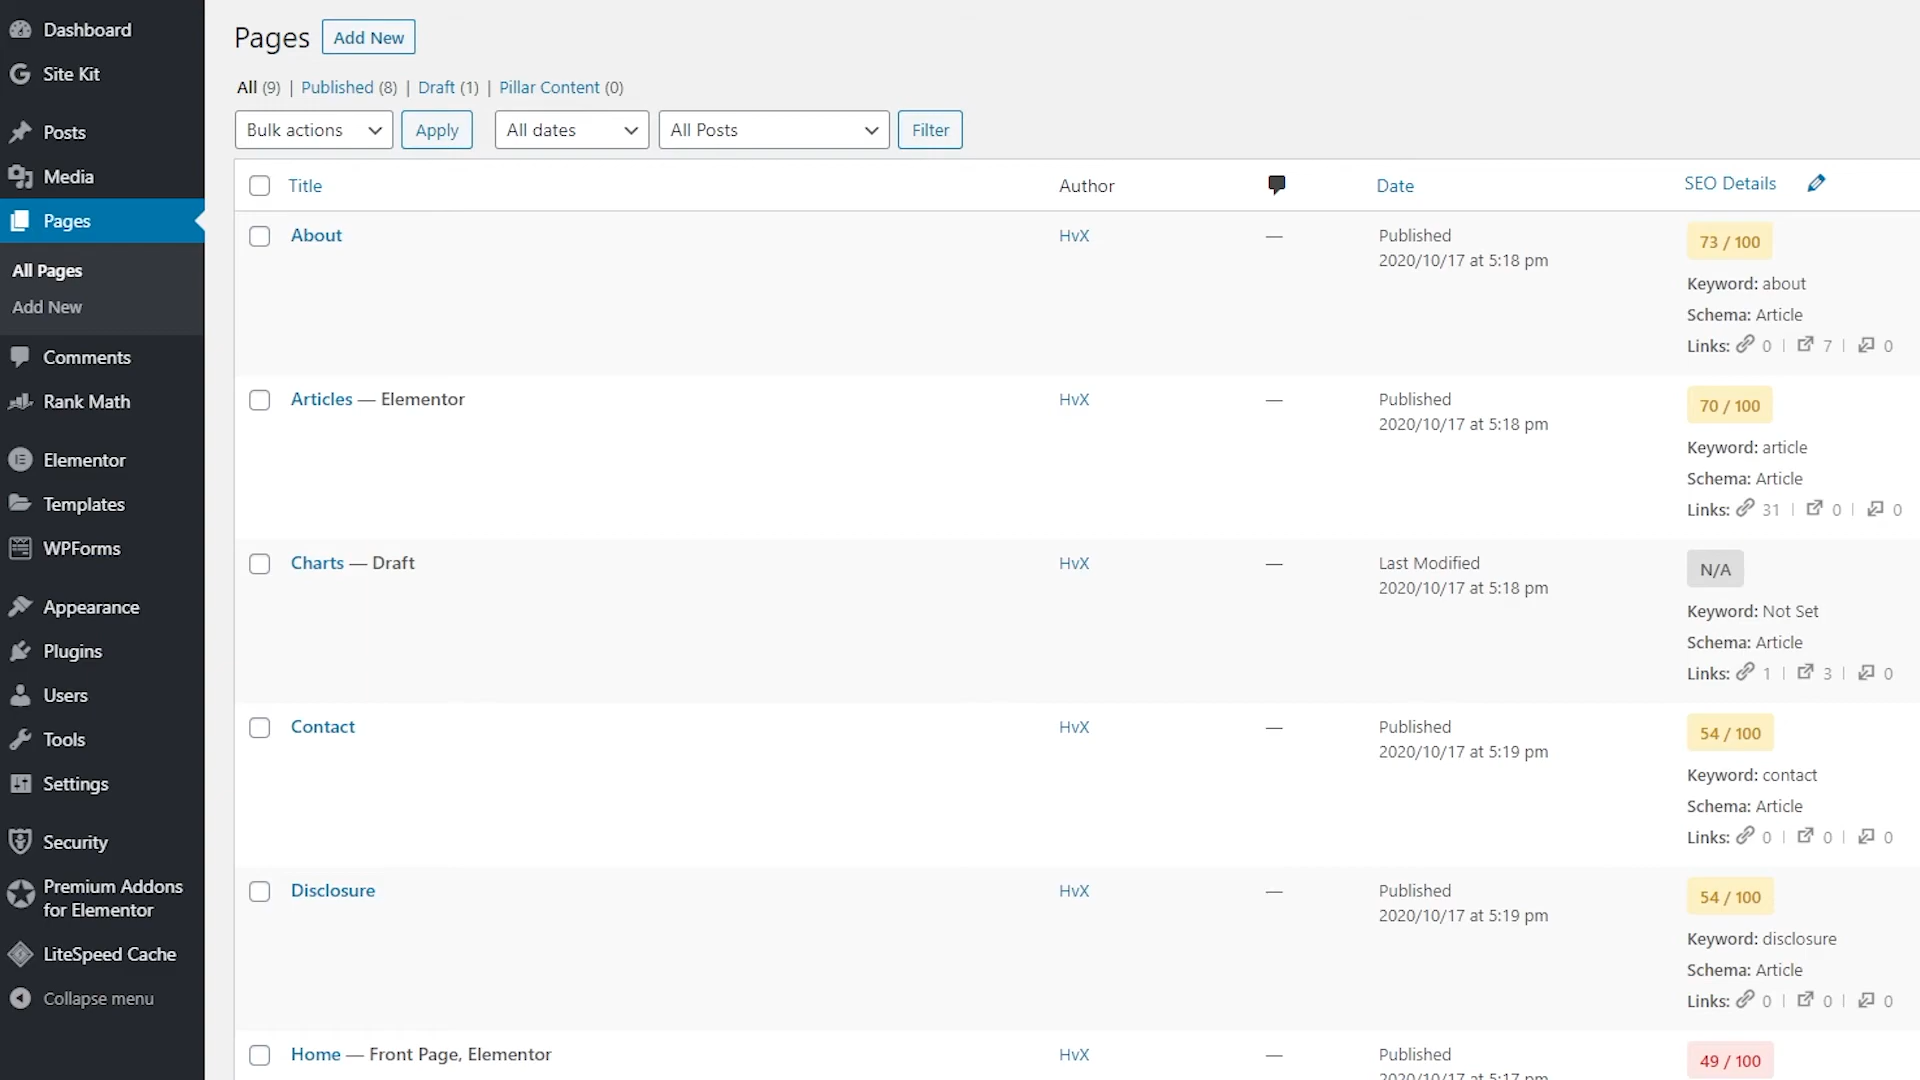 Dashboard
Site Kit
Posts
Media
Pages
All Pages
Add New
Comments
Rank Math
Elementor
Templates
WPForms
Appearance
Plugins
Users
Tools
Settings
Security
Premium Addons
for Elementor
LiteSpeed Cache
Collapse menu
Pages Add New
All (9) | Published (8) | Draft (1) | Pillar Content (0)
Bulk actions Apply All dates All Posts Filter
Title Author Date SEO Details
About HvX — Published 73 / 100
2020/10/17 at 5:18 pm
Keyword: about
Schema: Article
Links: 0 | 7 | 0
Articles — Elementor HvX — Published 70 / 100
2020/10/17 at 5:18 pm
Keyword: article
Schema: Article
Links: 31 | 0 | 0
Charts — Draft HvX — Last Modified N/A
2020/10/17 at 5:18 pm
Keyword: Not Set
Schema: Article
Links: 1 | 3 | 0
Contact HvX — Published 54 / 100
2020/10/17 at 5:19 pm
Keyword: contact
Schema: Article
Links: 0 | 0 | 0
Disclosure HvX — Published 54 / 100
2020/10/17 at 5:19 pm
Keyword: disclosure
Schema: Article
Links: 0 | 0 | 0
Home — Front Page, Elementor HvX — Published 49 / 100
2020/10/17 at 5:17 pm